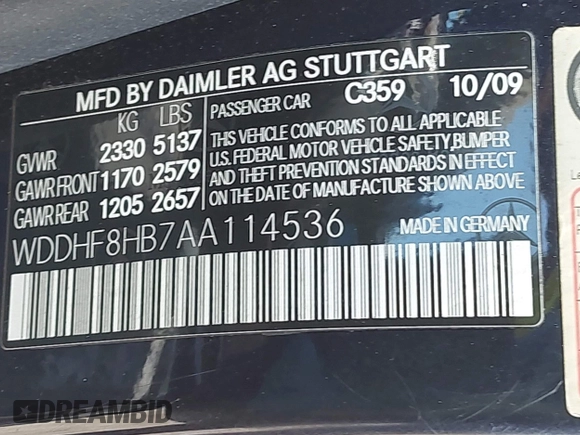 MFD BY DAIMLER AG STUTTGART
KG LBS
GVWR 2330 5137
GAWR FRONT 1170 2579
GAWR REAR 1205 2657
PASSENGER CAR C359 10/09
THIS VEHICLE CONFORMS TO ALL APPLICABLE
U.S. FEDERAL MOTOR VEHICLE SAFETY, BUMPER
AND THEFT PREVENTION STANDARDS IN EFFECT
ON THE DATE OF MANUFACTURE SHOWN ABOVE
WDDHF8HB7AA114536
MADE IN GERMANY
DREAMBID